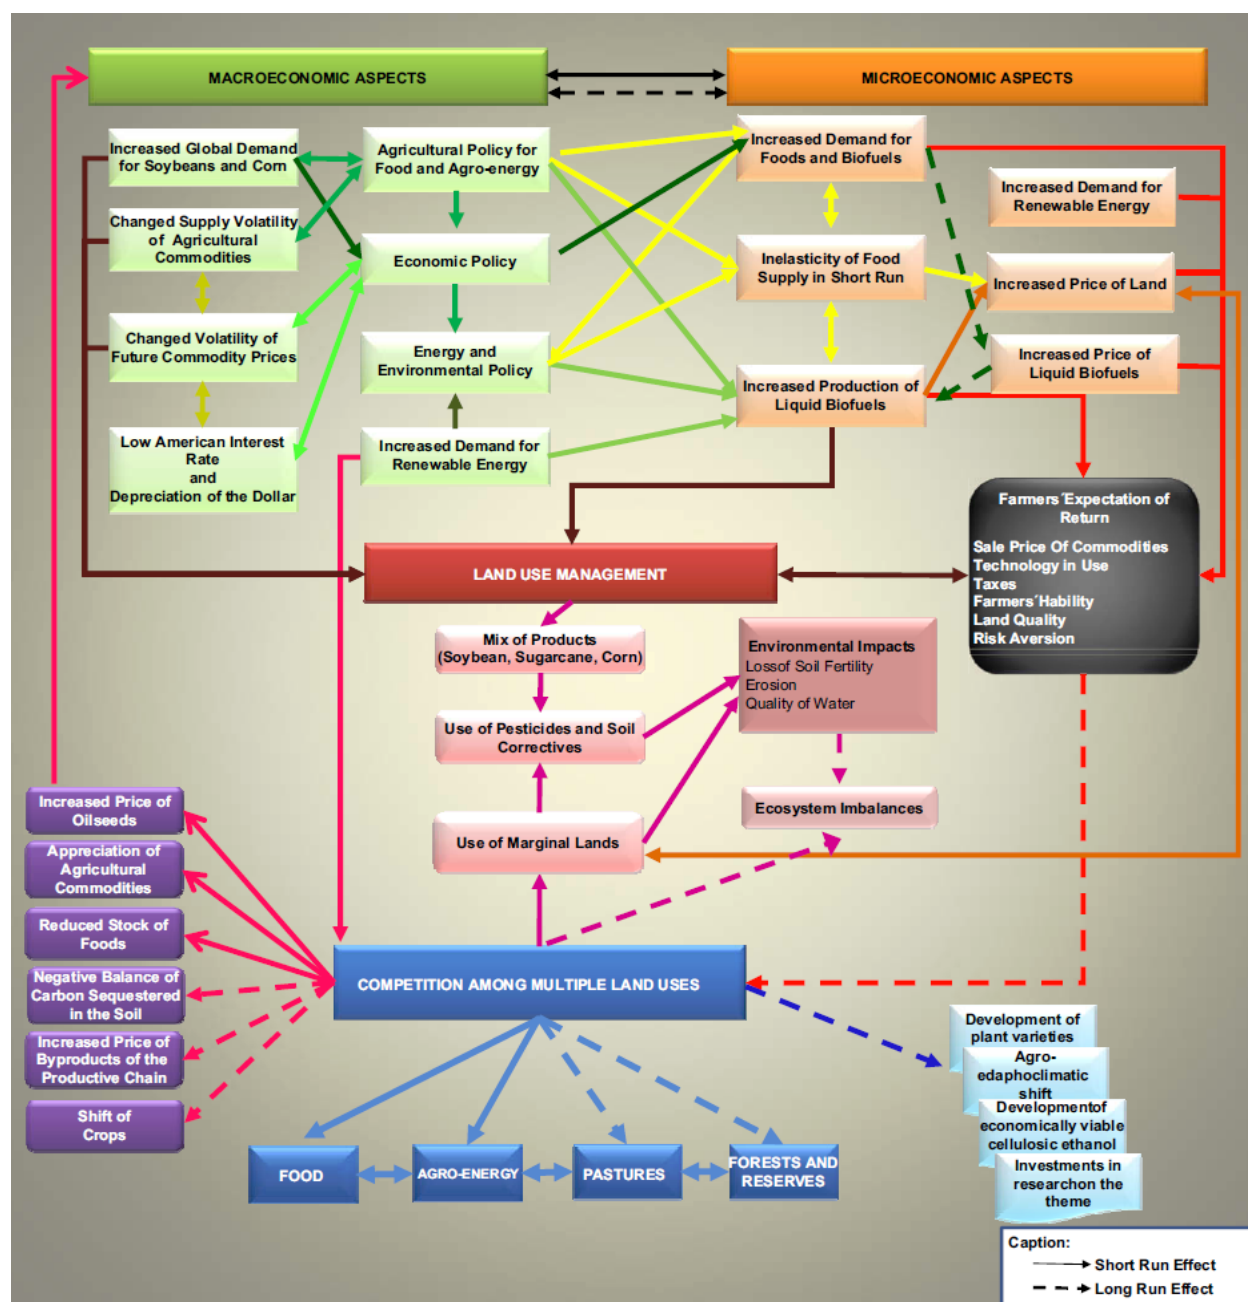 MACROECONOMIC ASPECTS
MICROECONOMIC ASPECTS
Increased Global Demand
for Soybeans and Corn
Agricultural Policy for
Food and Agro-energy
Increased Demand for
Foods and Biofuels
Increased Demand for
Renewable Energy
Changed Supply Volatility
of Agricultural
Commodities
Economic Policy
Inelasticity of Food
Supply in Short Run
Increased Price of Land
Changed Volatility of
Future Commodity Prices
Energy and
Environmental Policy
Increased Production of
Liquid Biofuels
Increased Price of
Liquid Biofuels
Low American Interest
Rate
and
Depreciation of the Dollar
Increased Demand for
Renewable Energy
Farmers´Expectation of
Return
Sale Price Of Commodities
Technology in Use
Taxes
Farmers´Hability
Land Quality
Risk Aversion
LAND USE MANAGEMENT
Mix of Products
(Soybean, Sugarcane, Corn)
Environmental Impacts
Lossof Soil Fertility
Erosion
Quality of Water
Use of Pesticides and Soil
Correctives
Ecosystem Imbalances
Use of Marginal Lands
Increased Price of
Oilseeds
Appreciation of
Agricultural
Commodities
Reduced Stock of
Foods
Negative Balance of
Carbon Sequestered
in the Soil
Increased Price of
Byproducts of the
Productive Chain
Shift of
Crops
COMPETITION AMONG MULTIPLE LAND USES
Development of
plant varieties
Agro-
edaphoclimatic
shift
Developmentof
economically viable
cellulosic ethanol
Investments in
researchon the
theme
FOOD
AGRO-ENERGY
PASTURES
FORESTS AND
RESERVES
Caption:
Short Run Effect
Long Run Effect